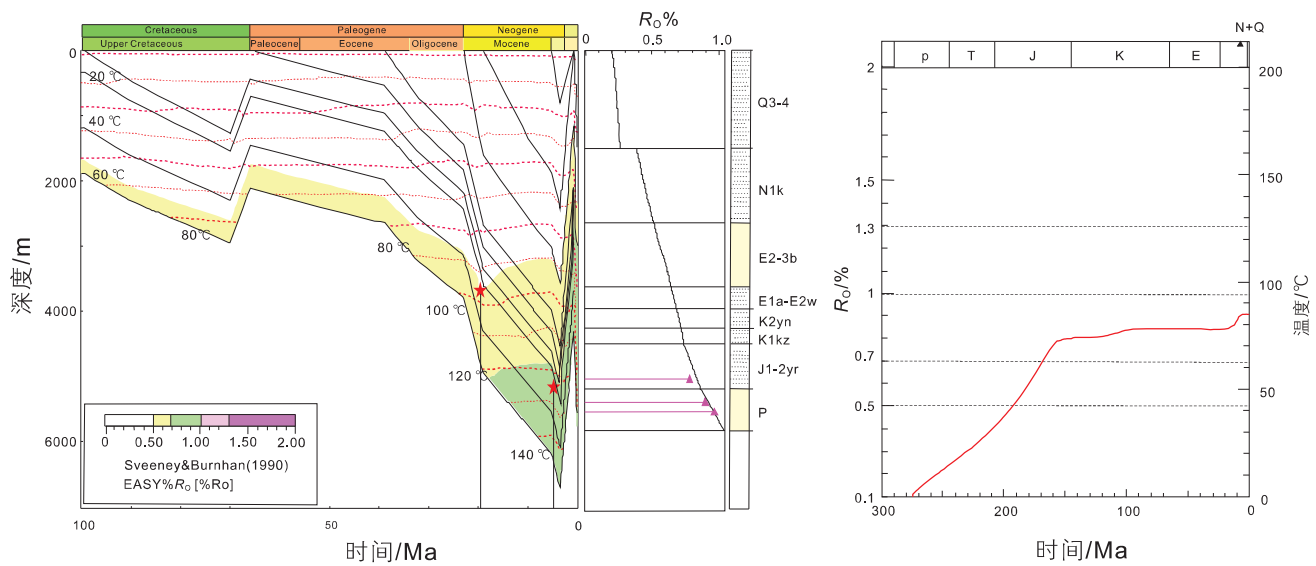 Cretaceous Paleogene Neogene
Upper Cretaceous Paleocene Eocene Oligocene Mocene
Rₒ%
0 0.5 1.0
0
2000
4000
6000
深度/m
20 ℃
40 ℃
60 ℃
80 ℃
80 ℃
100 ℃
120 ℃
140 ℃
0 0.50 1.00 1.50 2.00
Sveeney&Burnhan(1990)
EASY%Rₒ [%Ro]
100 50 0
时间/Ma
Q3-4
N1k
E2-3b
E1a-E2w
K2yn
K1kz
J1-2yr
P
N+Q
p T J K E
2
1.5
1.3
1
0.7
0.5
0.1
Rₒ/%
200
150
100
50
0
温度/℃
300 200 100 0
时间/Ma